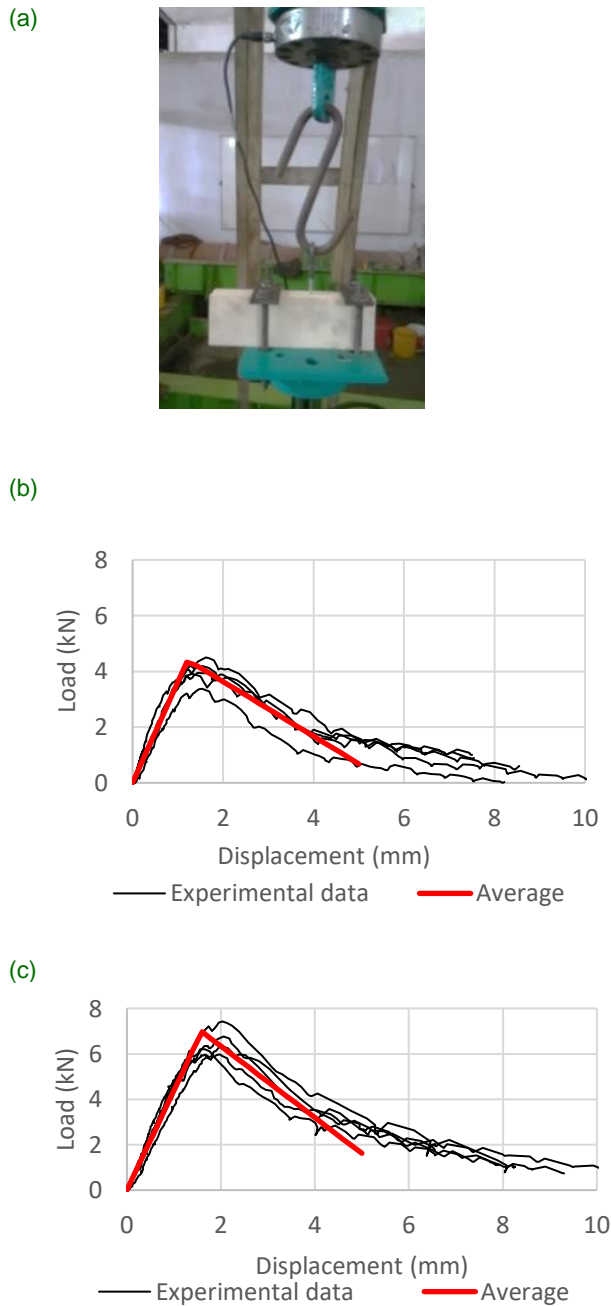 (a)
(b)
8
6
4
2
0
Load (kN)
0 2 4 6 8 10
Displacement (mm)
Experimental data Average
(c)
8
6
4
2
0
Load (kN)
0 2 4 6 8 10
Displacement (mm)
Experimental data Average